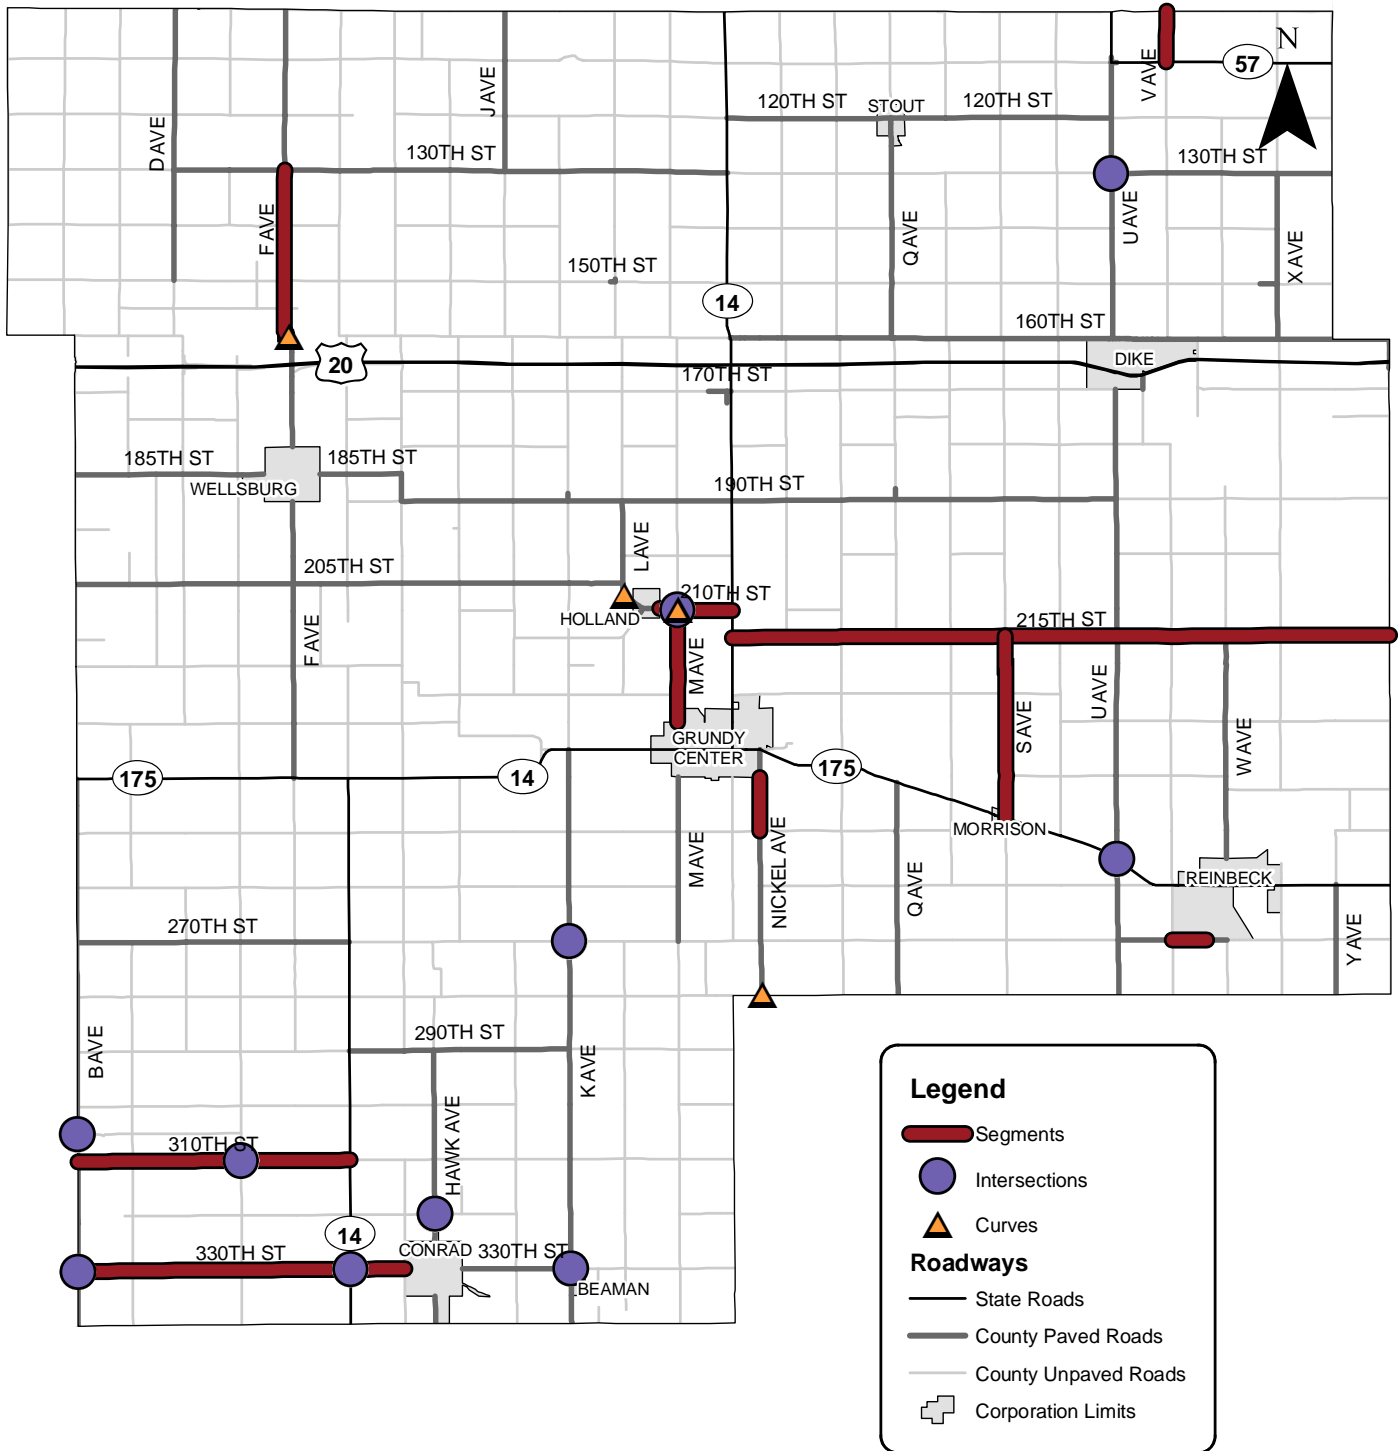 N
57
V AVE
J AVE
120TH ST
STOUT
120TH ST
D AVE
130TH ST
130TH ST
F AVE
U AVE
Q AVE
X AVE
150TH ST
14
160TH ST
20
DIKE
170TH ST
185TH ST
185TH ST
WELLSBURG
190TH ST
L AVE
205TH ST
210TH ST
HOLLAND
215TH ST
F AVE
M AVE
U AVE
S AVE
W AVE
GRUNDY
CENTER
175
14
175
MORRISON
M AVE
NICKEL AVE
Q AVE
REINBECK
270TH ST
Y AVE
290TH ST
B AVE
K AVE
HAWK AVE
310TH ST
14
330TH ST
CONRAD
330TH ST
BEAMAN
Legend
Segments
Intersections
Curves
Roadways
State Roads
County Paved Roads
County Unpaved Roads
Corporation Limits